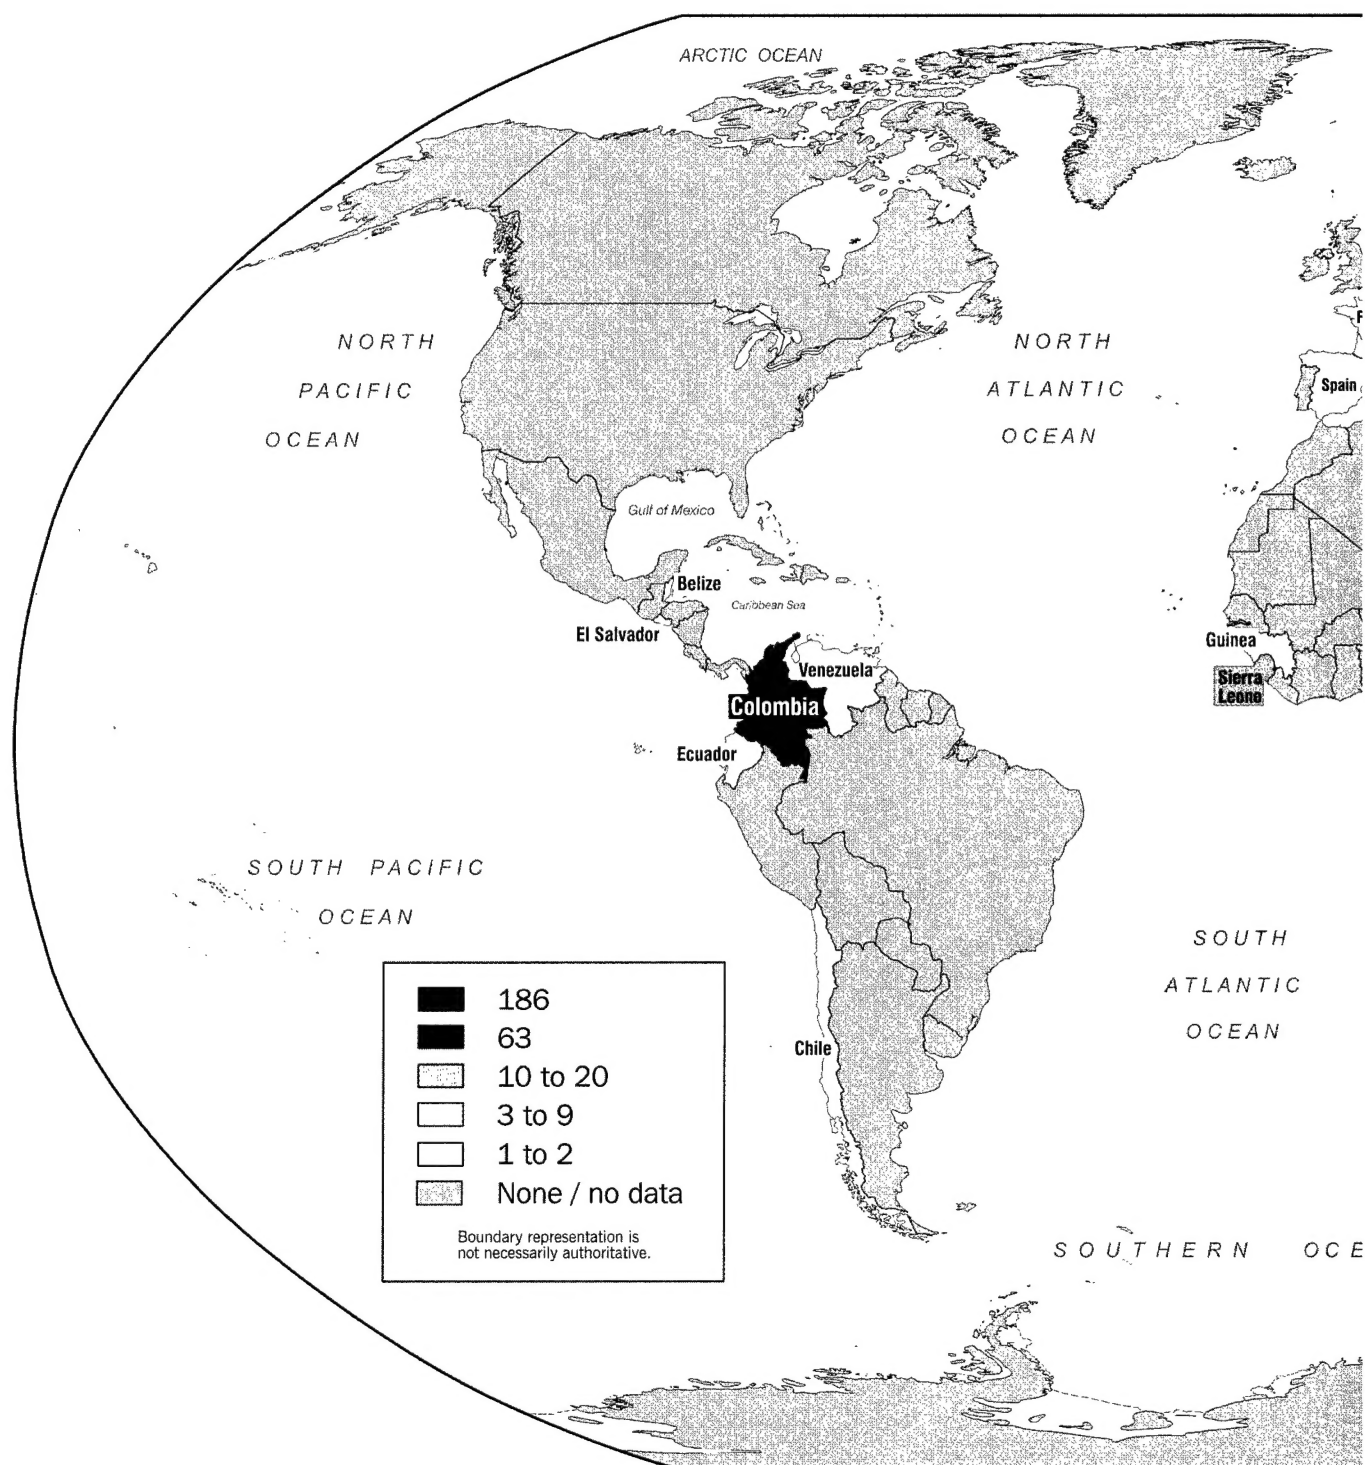 ARCTIC OCEAN
NORTH
PACIFIC
OCEAN
NORTH
ATLANTIC
OCEAN
Spain
Gulf of Mexico
Belize
Caribbean Sea
El Salvador
Guinea
Venezuela
Sierra
Leone
Colombia
Ecuador
SOUTH PACIFIC
OCEAN
SOUTH
ATLANTIC
OCEAN
Chile
186
63
10 to 20
3 to 9
1 to 2
None / no data
Boundary representation is
not necessarily authoritative.
SOUTHERN OCE